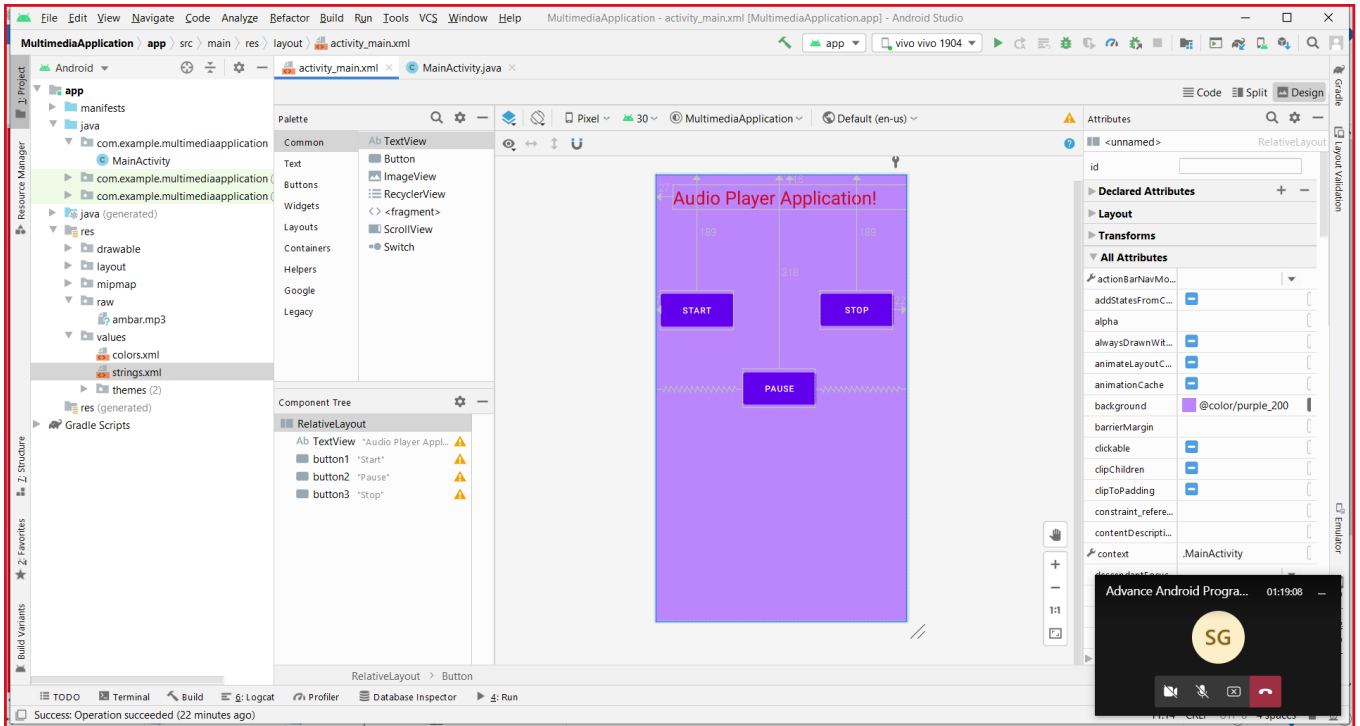 File Edit View Navigate Code Analyze Refactor Build Run Tools VCS Window Help MultimediaApplication - activity_main.xml [MultimediaApplication.app] - Android Studio
MultimediaApplication app src main res layout activity_main.xml app vivo vivo 1904
Android activity_main.xml MainActivity.java
Code Split Design
1: Project
Resource Manager
7: Structure
2: Favorites
Build Variants
app
manifests
java
com.example.multimediaapplication
MainActivity
com.example.multimediaapplication (
com.example.multimediaapplication (
java (generated)
res
drawable
layout
mipmap
raw
ambar.mp3
values
colors.xml
strings.xml
themes (2)
res (generated)
Gradle Scripts
Palette
Common
Text
Buttons
Widgets
Layouts
Containers
Helpers
Google
Legacy
Ab TextView
Button
ImageView
RecyclerView
<fragment>
ScrollView
Switch
Component Tree
RelativeLayout
Ab TextView "Audio Player Appl...
button1 "Start"
button2 "Pause"
button3 "Stop"
Pixel 30 MultimediaApplication Default (en-us)
Audio Player Application!
189 189
318
START STOP
PAUSE
1:1
RelativeLayout > Button
Attributes
<unnamed> RelativeLayout
id
Declared Attributes
Layout
Transforms
All Attributes
actionBarNavMo...
addStatesFromC...
alpha
alwaysDrawnWit...
animateLayoutC...
animationCache
background @color/purple_200
barrierMargin
clickable
clipChildren
clipToPadding
constraint_refere...
contentDescripti...
context .MainActivity
Gradle
Layout Validation
Emulator
Advance Android Progra... 01:19:08
SG
TODO Terminal Build 6: Logcat Profiler Database Inspector 4: Run
Success: Operation succeeded (22 minutes ago)